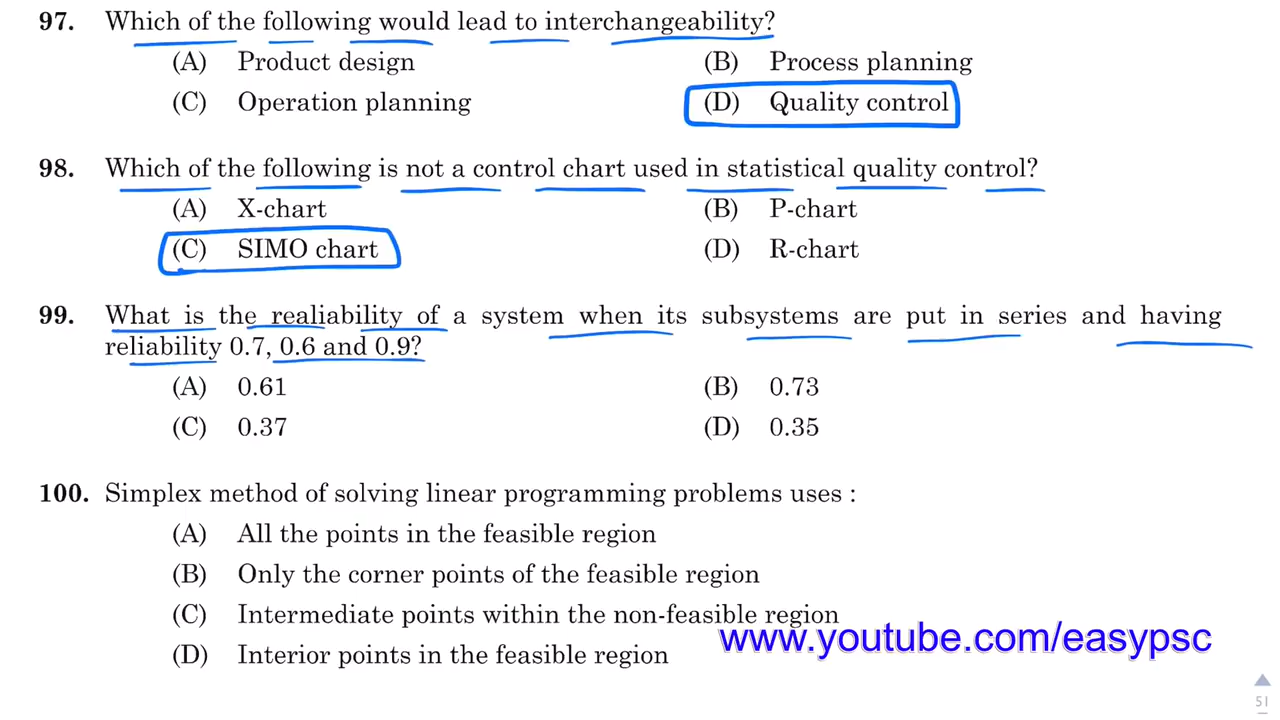 97. Which of the following would lead to interchangeability?
(A) Product design (B) Process planning
(C) Operation planning (D) Quality control
98. Which of the following is not a control chart used in statistical quality control?
(A) X-chart (B) P-chart
(C) SIMO chart (D) R-chart
99. What is the realiability of a system when its subsystems are put in series and having
reliability 0.7, 0.6 and 0.9?
(A) 0.61 (B) 0.73
(C) 0.37 (D) 0.35
100. Simplex method of solving linear programming problems uses :
(A) All the points in the feasible region
(B) Only the corner points of the feasible region
(C) Intermediate points within the non-feasible region
www.youtube.com/easypsc
(D) Interior points in the feasible region
51